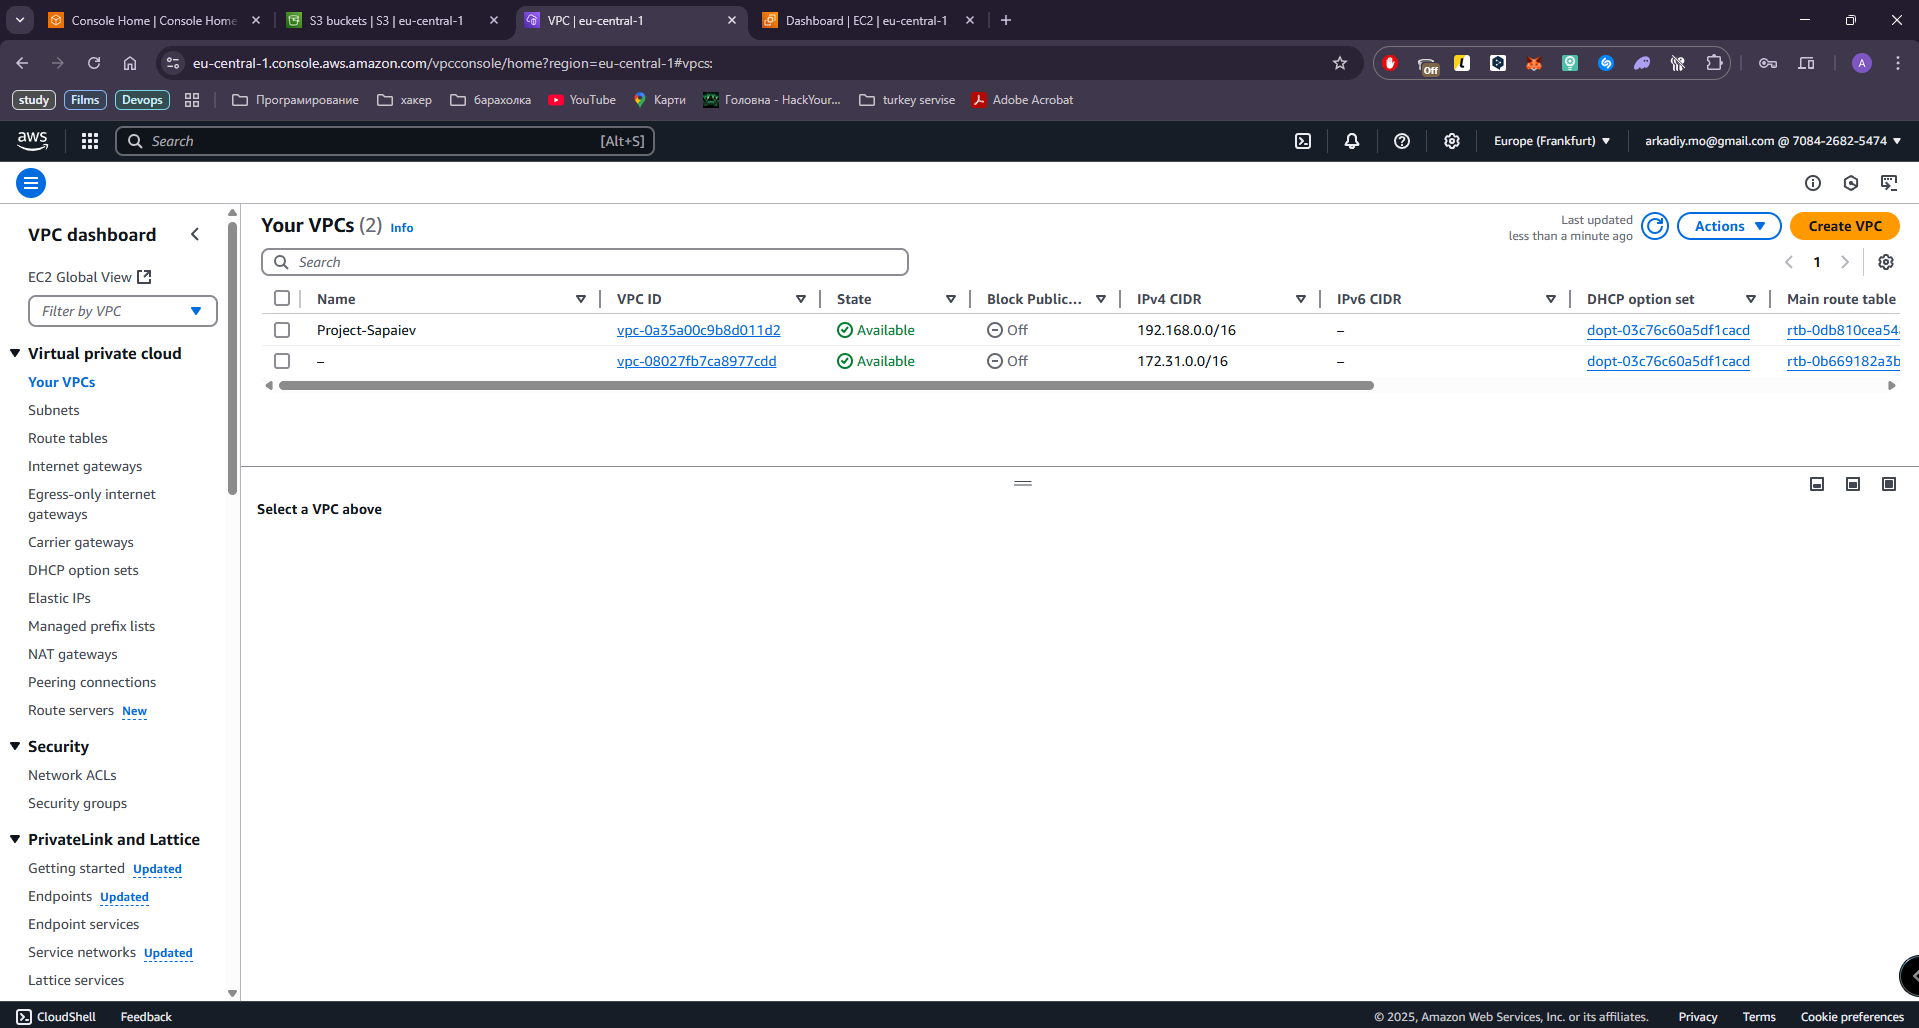 Console Home | Console Home
S3 buckets | S3 | eu-central-1
VPC | eu-central-1
Dashboard | EC2 | eu-central-1
eu-central-1.console.aws.amazon.com/vpcconsole/home?region=eu-central-1#vpcs:
Off
A
study
Films
Devops
Програмирование
хакер
барахолка
YouTube
Карти
Головна - HackYour...
turkey servise
Adobe Acrobat
aws
Search
[Alt+S]
Europe (Frankfurt)
arkadiy.mo@gmail.com @ 7084-2682-5474
VPC dashboard
EC2 Global View
Filter by VPC
Virtual private cloud
Your VPCs
Subnets
Route tables
Internet gateways
Egress-only internet
gateways
Carrier gateways
DHCP option sets
Elastic IPs
Managed prefix lists
NAT gateways
Peering connections
Route servers New
Security
Network ACLs
Security groups
PrivateLink and Lattice
Getting started Updated
Endpoints Updated
Endpoint services
Service networks Updated
Lattice services
Your VPCs (2) Info
Last updated
less than a minute ago
Actions
Create VPC
Search
1
Name VPC ID State Block Public... IPv4 CIDR IPv6 CIDR DHCP option set Main route table
Project-Sapaiev vpc-0a35a00c9b8d011d2 Available Off 192.168.0.0/16 – dopt-03c76c60a5df1cacd rtb-0db810cea54
– vpc-08027fb7ca8977cdd Available Off 172.31.0.0/16 – dopt-03c76c60a5df1cacd rtb-0b669182a3b
Select a VPC above
CloudShell
Feedback
© 2025, Amazon Web Services, Inc. or its affiliates.
Privacy
Terms
Cookie preferences